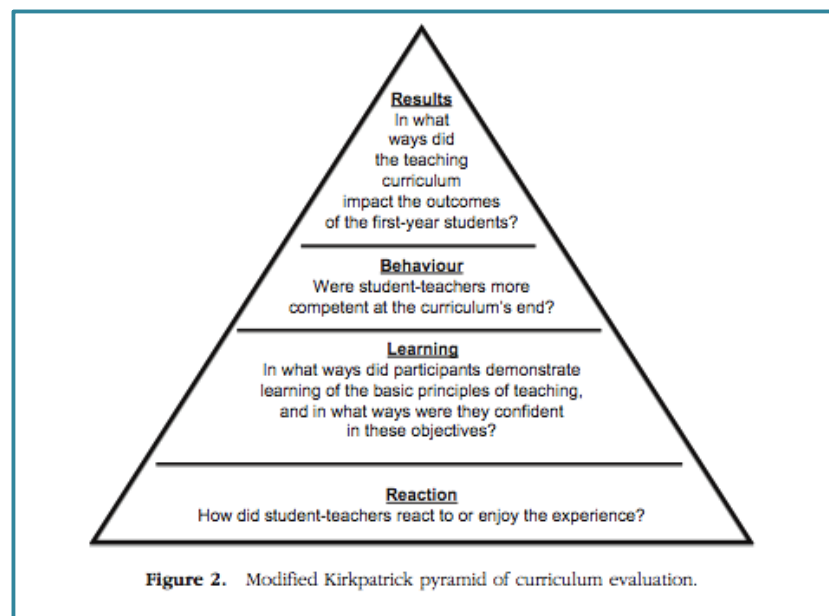 Results
In what
ways did
the teaching
curriculum
impact the outcomes
of the first-year students?
Behaviour
Were student-teachers more
competent at the curriculum's end?
Learning
In what ways did participants demonstrate
learning of the basic principles of teaching,
and in what ways were they confident
in these objectives?
Reaction
How did student-teachers react to or enjoy the experience?
Figure 2. Modified Kirkpatrick pyramid of curriculum evaluation.